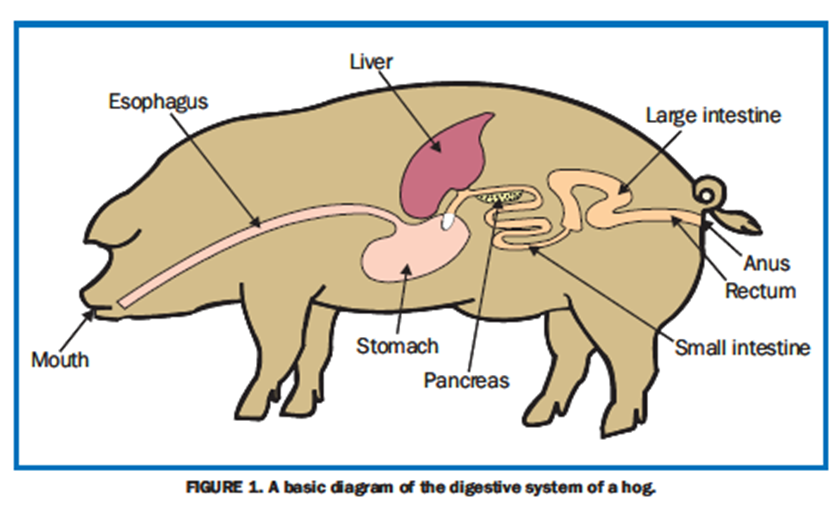 Liver
Esophagus
Large intestine
Anus
Rectum
Small intestine
Stomach
Mouth
Pancreas
FIGURE 1. A basic diagram of the digestive system of a hog.